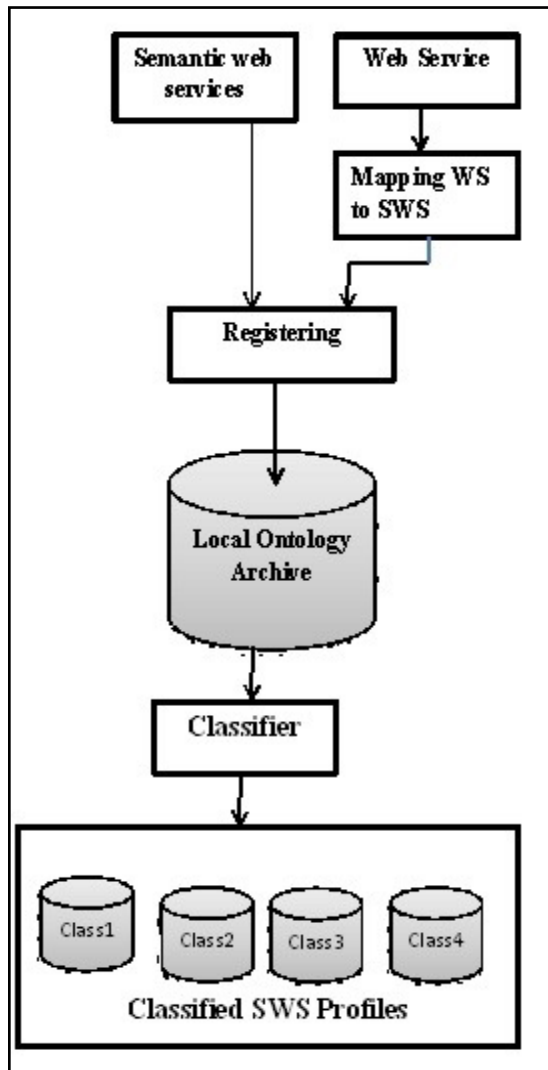 Semantic web
services
Web Service
Mapping WS
to SWS
Registering
Local Ontology
Archive
Classifier
Class1
Class2
Class3
Class4
Classified SWS Profiles